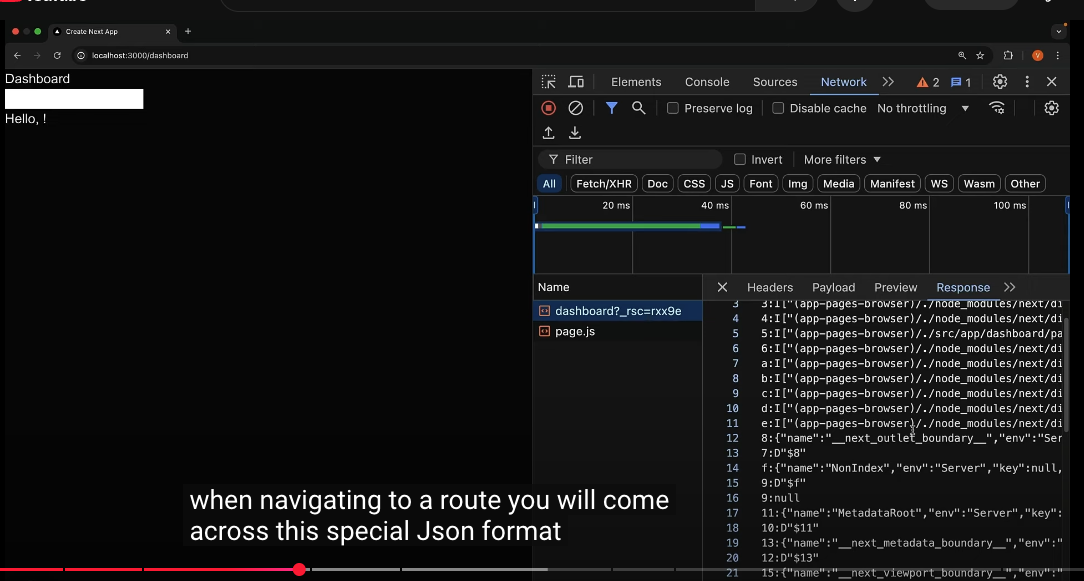 Create Next App
localhost:3000/dashboard
V
Dashboard
Hello, !
Elements
Console
Sources
Network
2
1
Preserve log
Disable cache
No throttling
Filter
Invert
More filters
All
Fetch/XHR
Doc
CSS
JS
Font
Img
Media
Manifest
WS
Wasm
Other
20 ms
40 ms
60 ms
80 ms
100 ms
Name
Headers
Payload
Preview
Response
dashboard?_rsc=rxx9e
page.js
3 3:I["(app-pages-browser)/./node_modules/next/di
4 4:I["(app-pages-browser)/./node_modules/next/di
5 5:I["(app-pages-browser)/./src/app/dashboard/pa
6 6:I["(app-pages-browser)/./node_modules/next/di
7 a:I["(app-pages-browser)/./node_modules/next/di
8 b:I["(app-pages-browser)/./node_modules/next/di
9 c:I["(app-pages-browser)/./node_modules/next/di
10 d:I["(app-pages-browser)/./node_modules/next/di
11 e:I["(app-pages-browser)/./node_modules/next/di
12 8:{"name":"__next_outlet_boundary__","env":"Ser
13 7:D"$8"
14 f:{"name":"NonIndex","env":"Server","key":null,
15 9:D"$f"
16 9:null
17 11:{"name":"MetadataRoot","env":"Server","key":
18 10:D"$11"
19 13:{"name":"__next_metadata_boundary__","env":"
20 12:D"$13"
21 15:{"name":"__next_viewport_boundary__","env":"
when navigating to a route you will come
across this special Json format